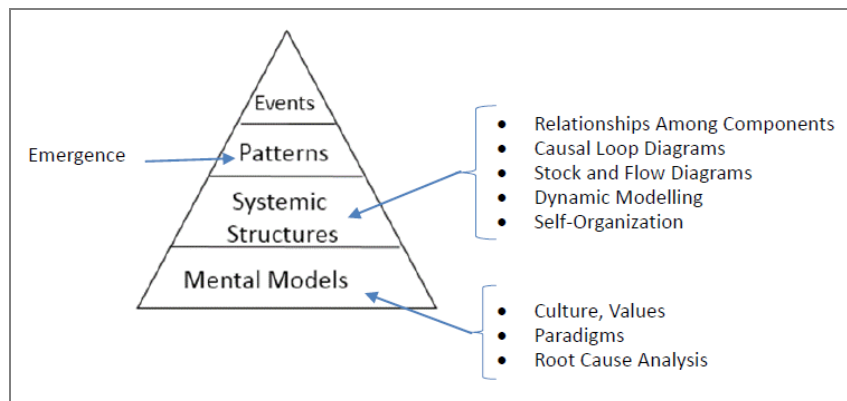 Events
Emergence
Patterns
Systemic
Structures
Mental Models
• Relationships Among Components
• Causal Loop Diagrams
• Stock and Flow Diagrams
• Dynamic Modelling
• Self-Organization
• Culture, Values
• Paradigms
• Root Cause Analysis